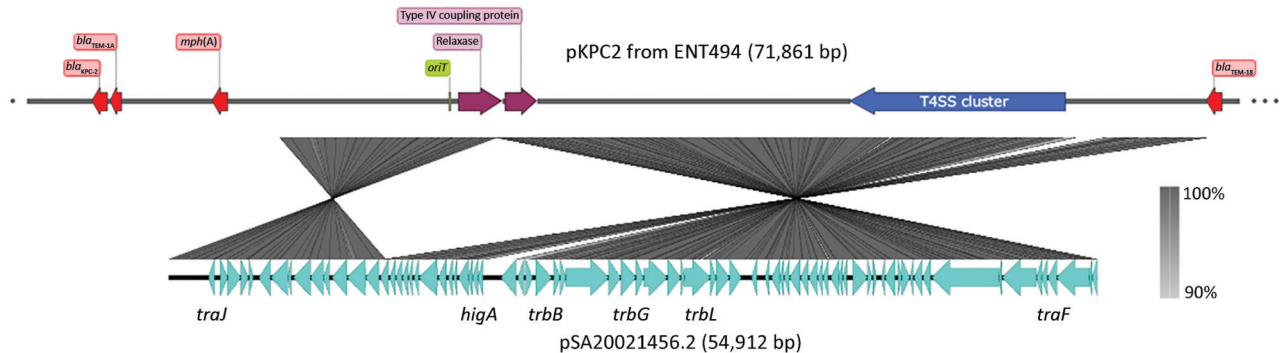 Type IV coupling protein
blaTEM-1A
mph(A)
Relaxase
pKPC2 from ENT494 (71,861 bp)
blaKPC-2
oriT
blaTEM-1B
T4SS cluster
100%
90%
traJ
higA
trbB
trbG
trbL
traF
pSA20021456.2 (54,912 bp)